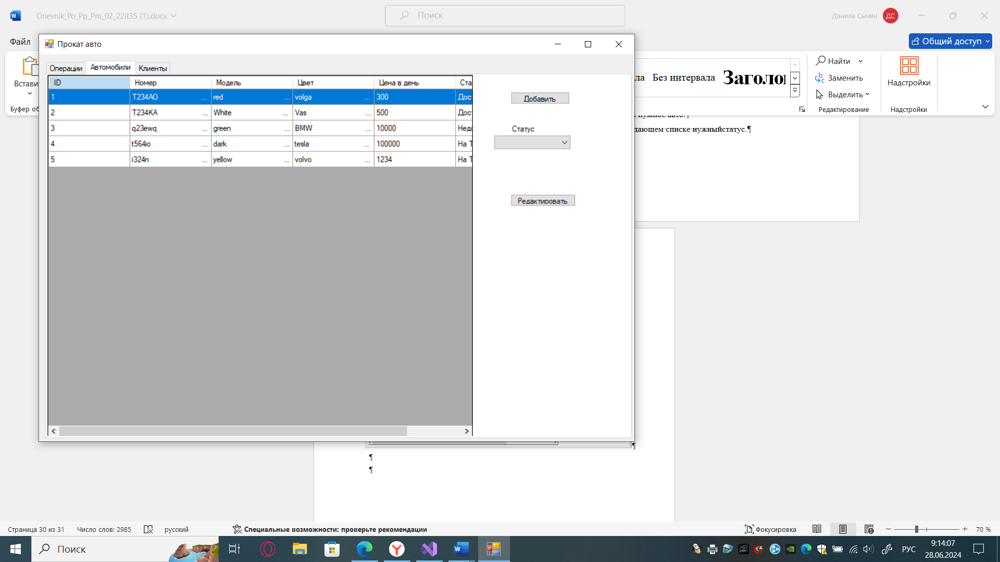 Dnevnik_Po_Pp_Pm_02_22it35 (1).docx
Поиск
Данила Сычин
ДС
Файл
Общий доступ
Прокат авто
Операции Автомобили Клиенты
ID Номер Модель Цвет Цена в день Ста
1 T234AO ... red ... volga ... 300 Дос
2 T234KA ... White ... Vas ... 500 Дос
3 q23ewq ... green ... BMW ... 10000 Недо
4 t564io ... dark ... tesla ... 100000 На Т
5 i324n ... yellow ... volvo ... 1234 На Т
Добавить
Статус
Редактировать
Встави
Буфер об
ла Без интервала Заголо
Найти
Заменить
Выделить
Редактирование
Надстройки
Надстройки
нужное авто.¶
дающем·списке·нужныйстатус.¶
¶
¶
¶
Страница 30 из 31 Число слов: 2985 русский Специальные возможности: проверьте рекомендации Фокусировка 70 %
Поиск
РУС
9:14:07
28.06.2024